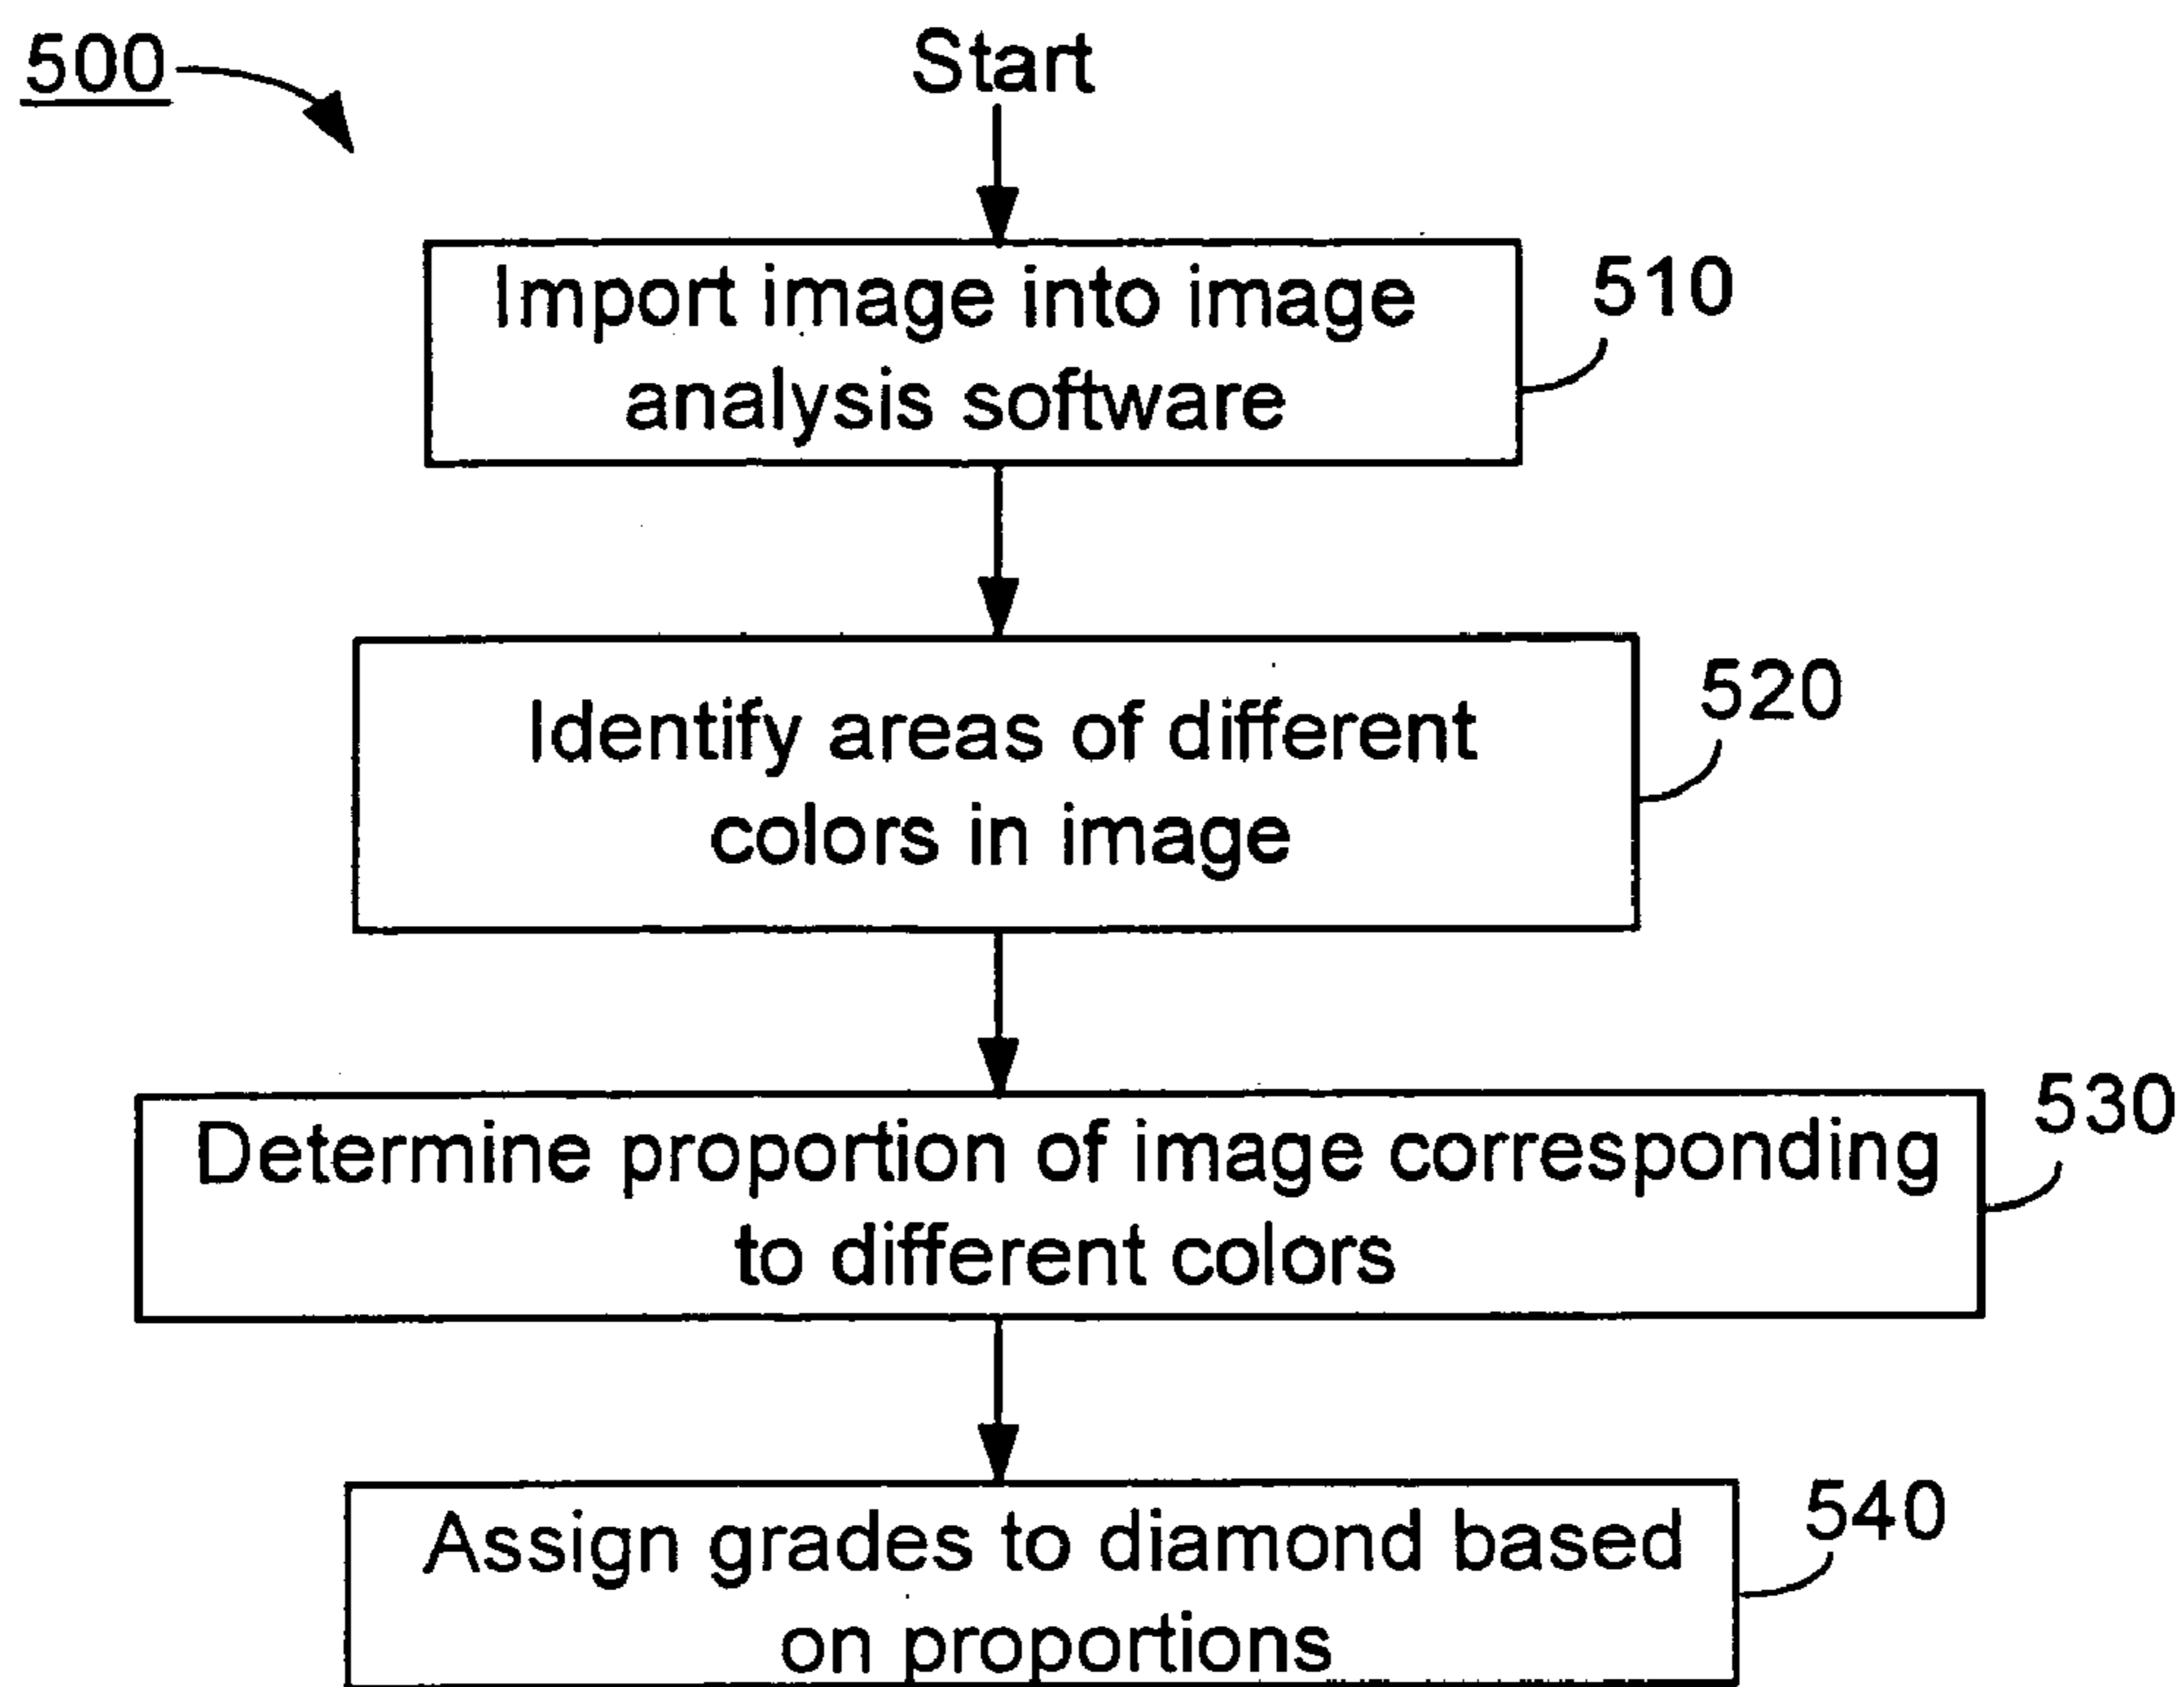 500
Start
Import image into image
analysis software
510
Identify areas of different
colors in image
520
Determine proportion of image corresponding
to different colors
530
Assign grades to diamond based
on proportions
540